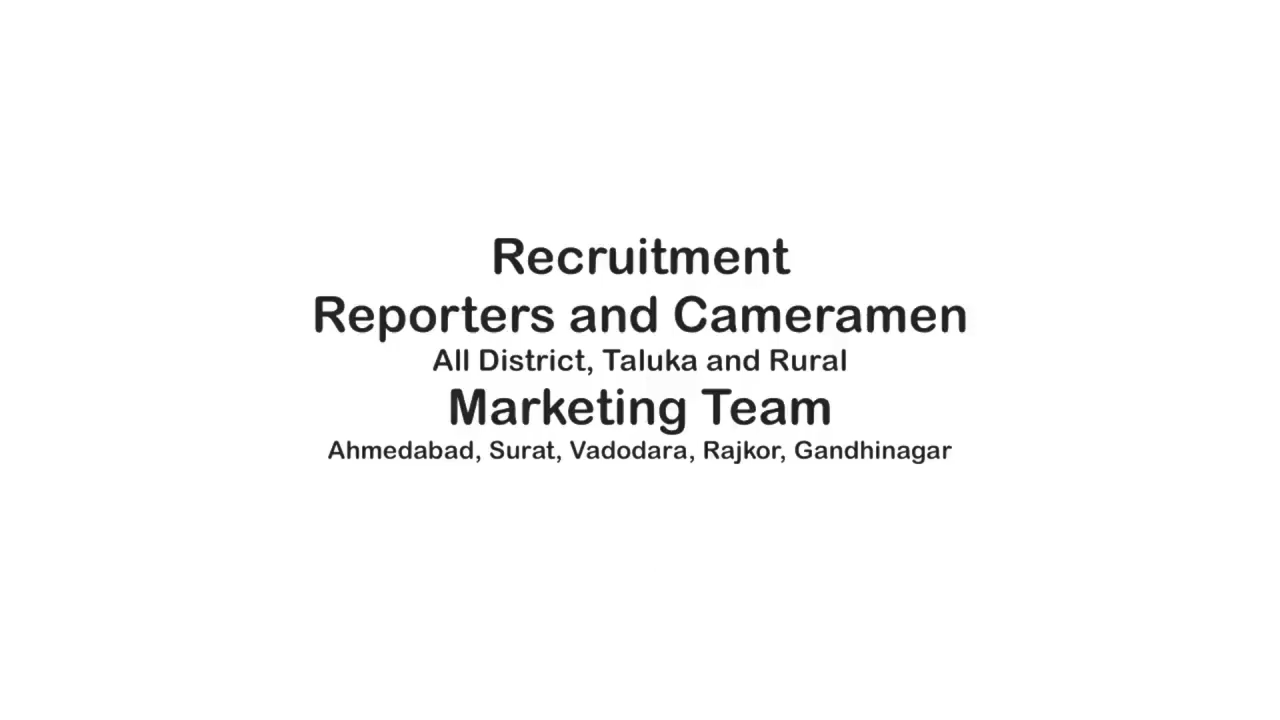 Recruitment
Reporters and Cameramen
All District, Taluka and Rural
Marketing Team
Ahmedabad, Surat, Vadodara, Rajkor, Gandhinagar